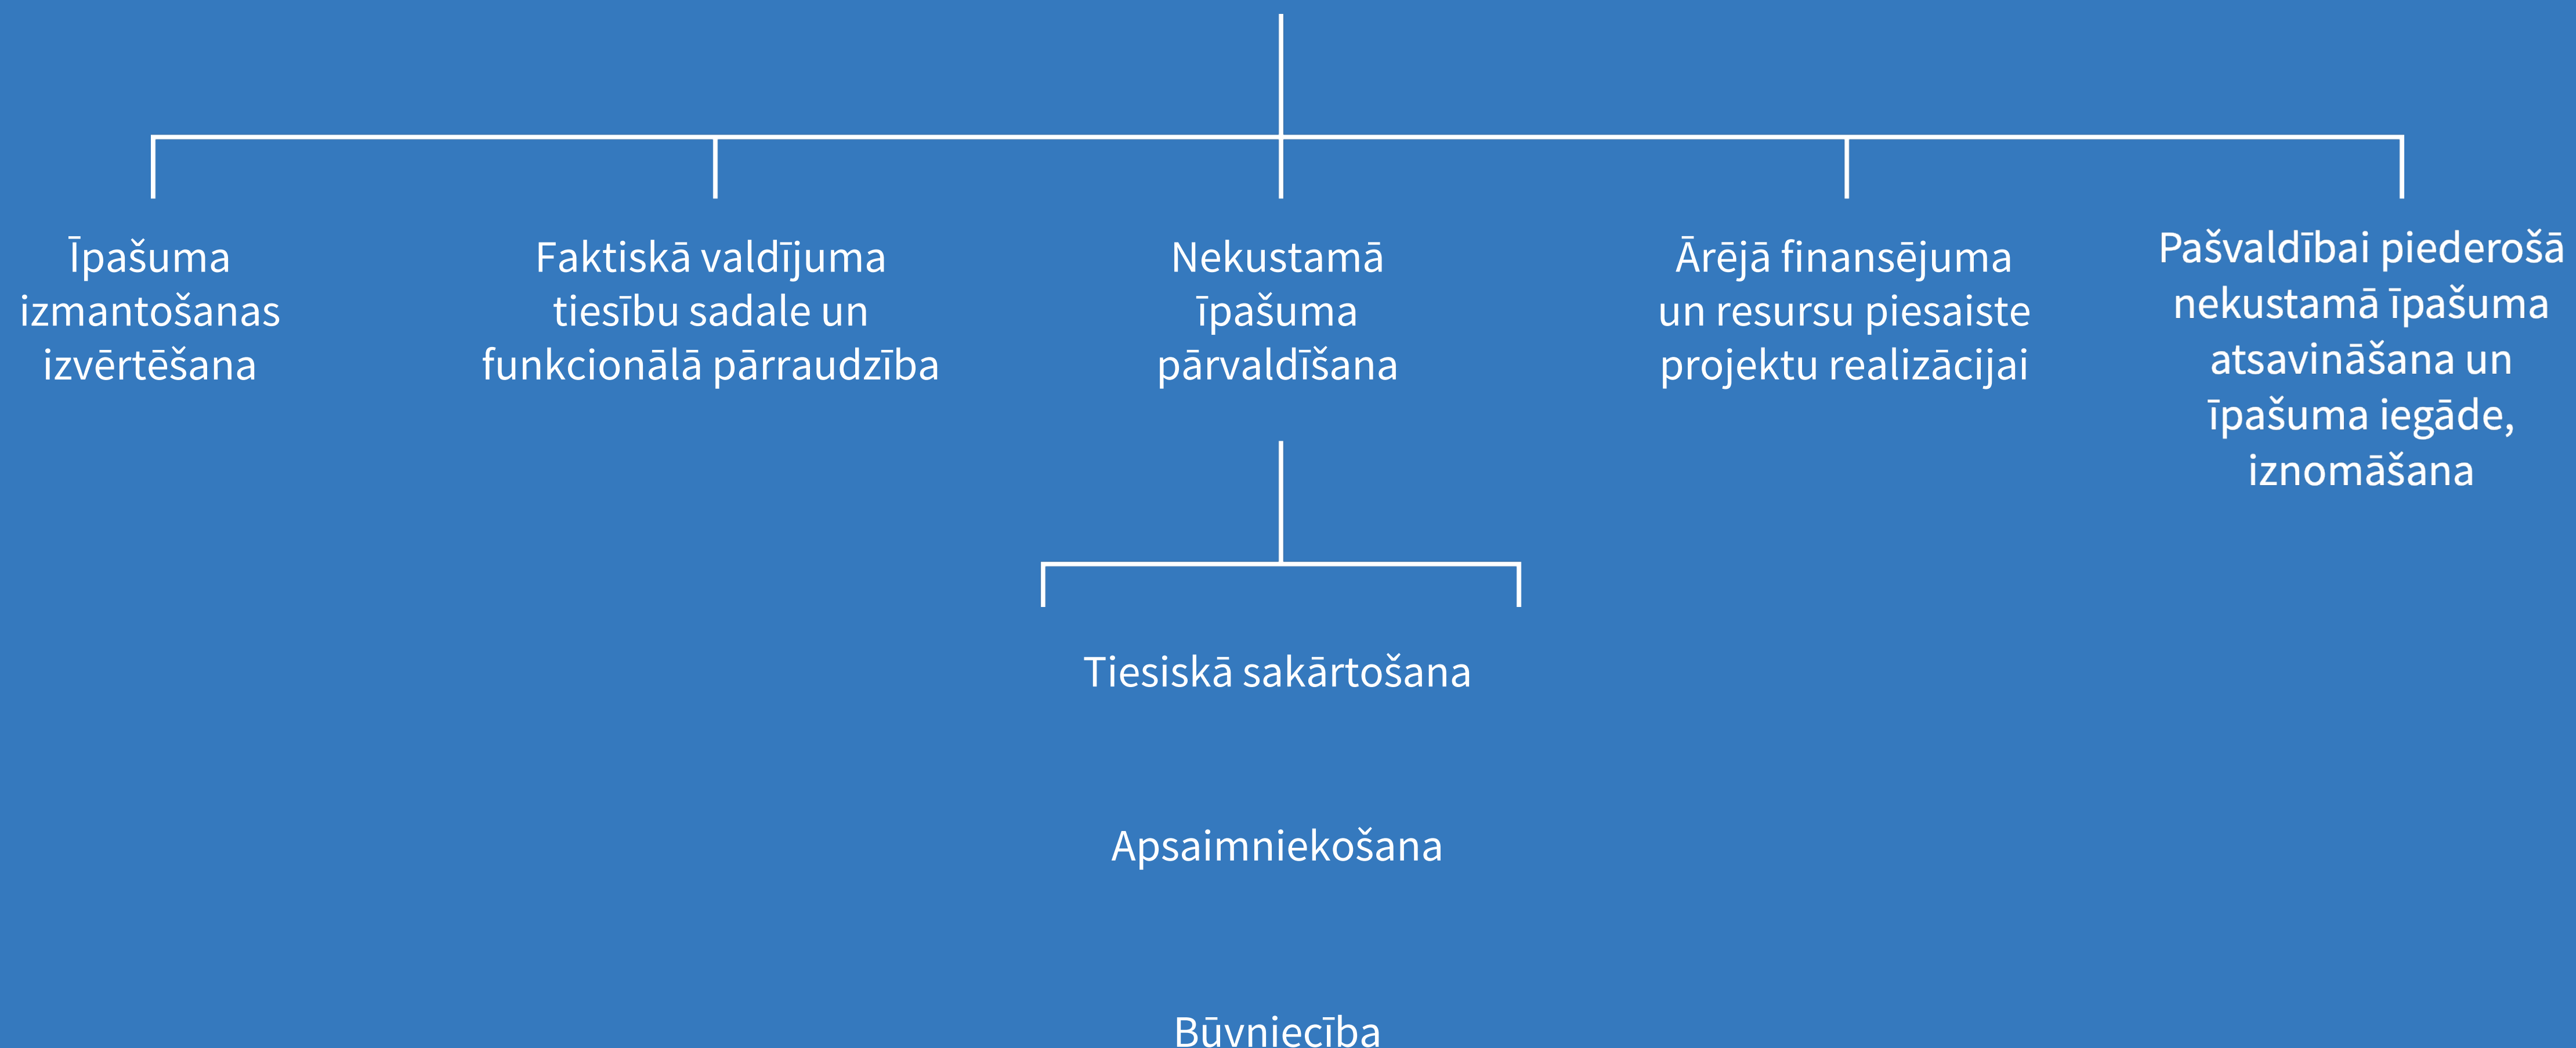 Īpašuma
izmantošanas
izvērtēšana
Faktiskā valdījuma
tiesību sadale un
funkcionālā pārraudzība
Nekustamā
īpašuma
pārvaldīšana
Ārējā finansējuma
un resursu piesaiste
projektu realizācijai
Pašvaldībai piederošā
nekustamā īpašuma
atsavināšana un
īpašuma iegāde,
iznomāšana
Tiesiskā sakārtošana
Apsaimniekošana
Būvniecība